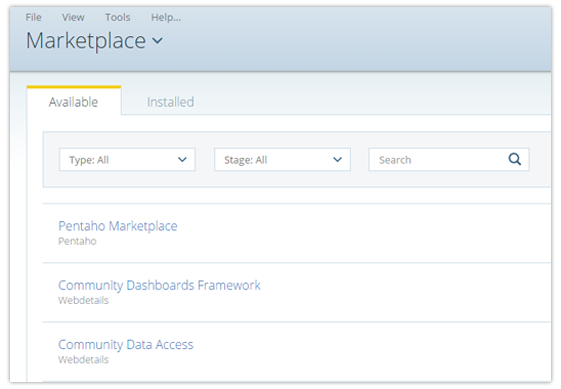 File View Tools Help...
Marketplace
Available Installed
Type: All Stage: All Search
Pentaho Marketplace
Pentaho
Community Dashboards Framework
Webdetails
Community Data Access
Webdetails